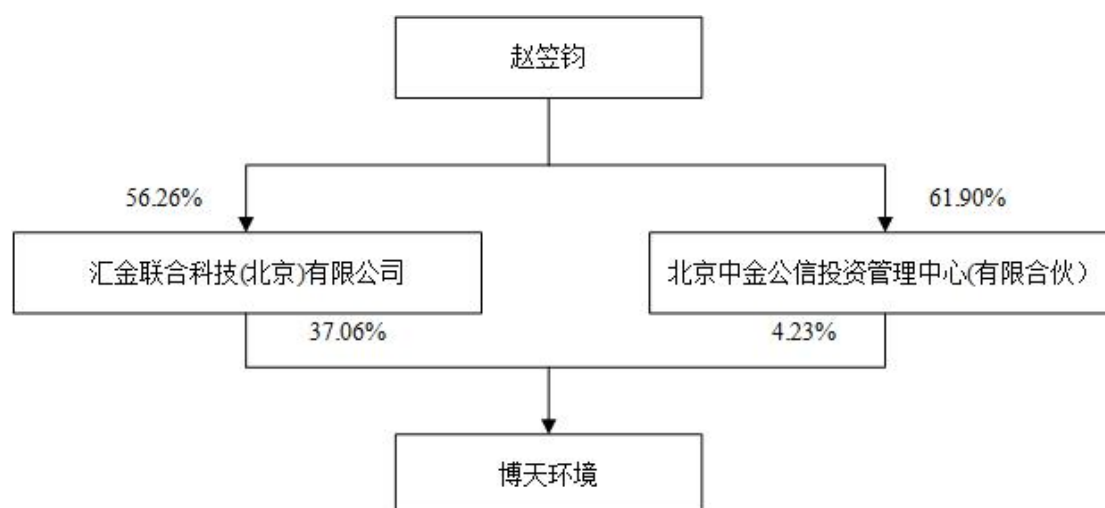 赵笠钧
56.26%
61.90%
汇金联合科技(北京)有限公司
北京中金公信投资管理中心(有限合伙）
37.06%
4.23%
博天环境